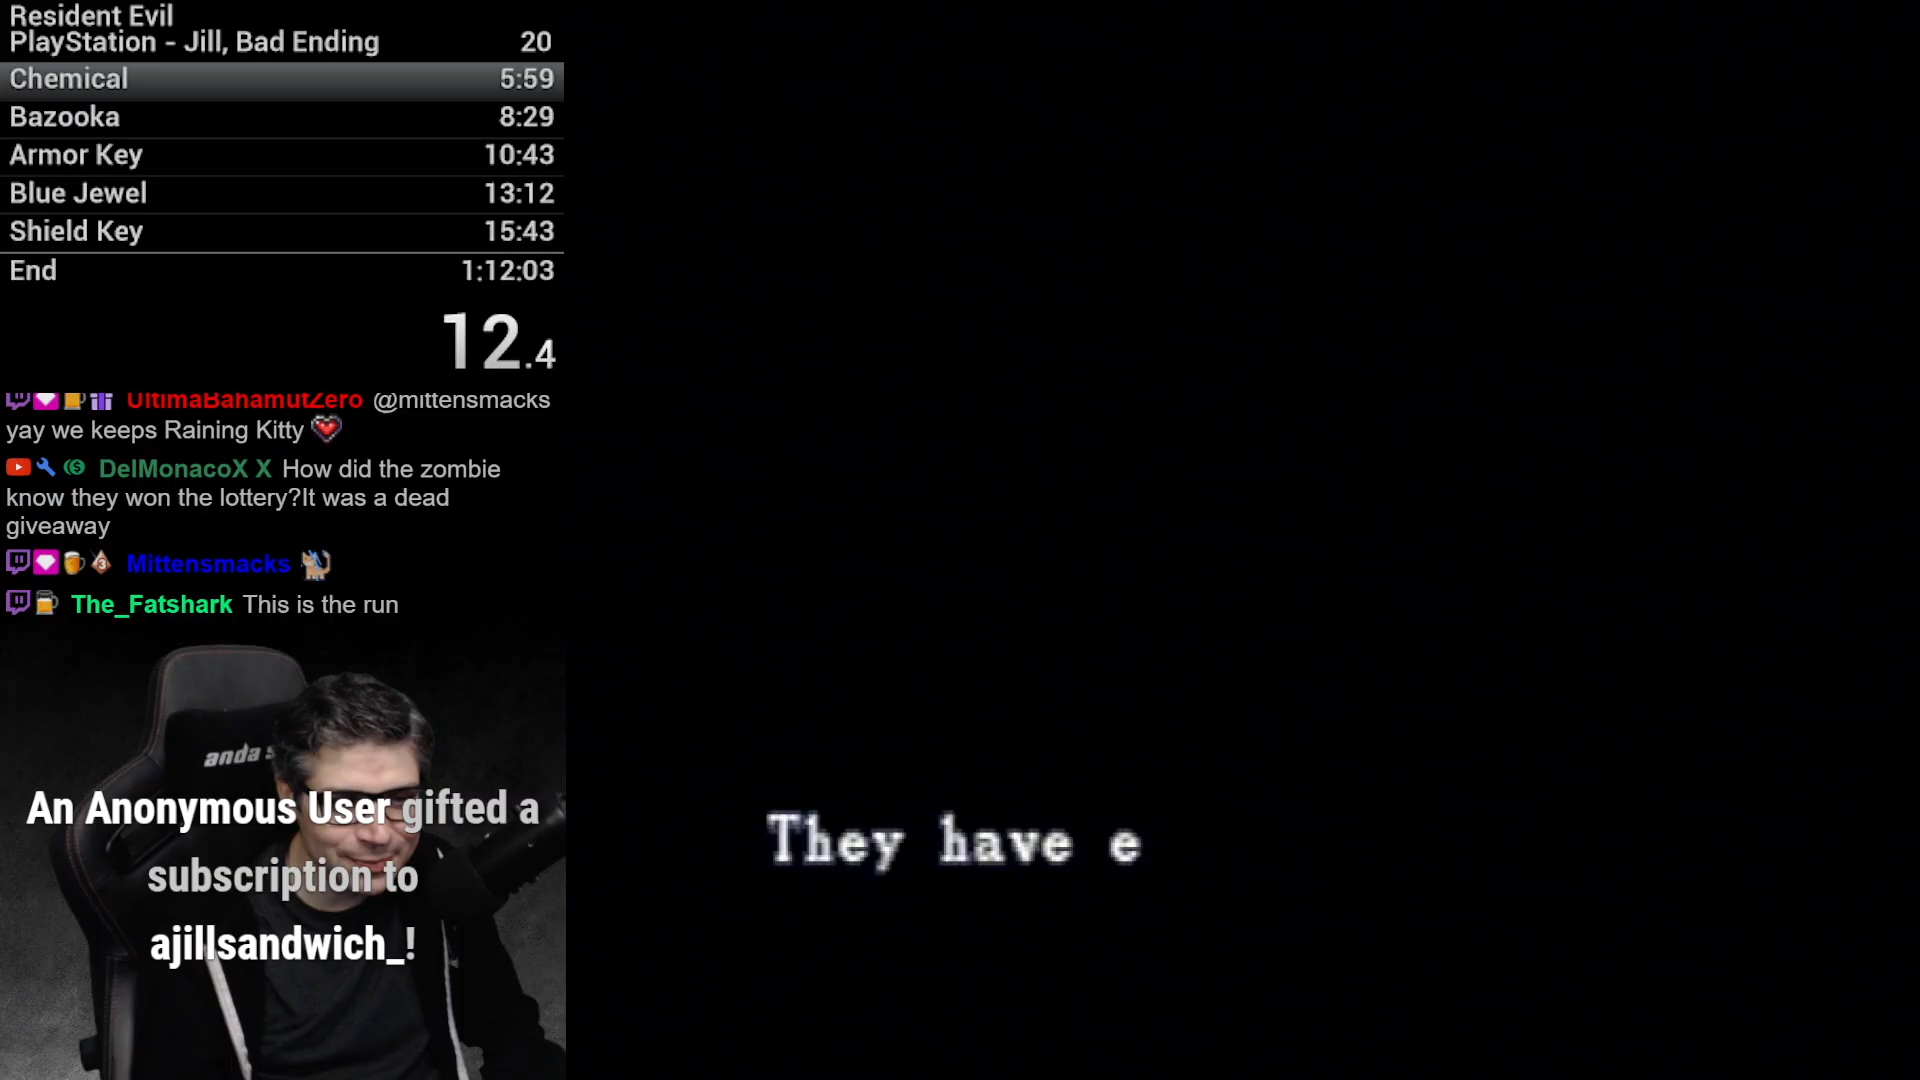 Resident Evil
PlayStation - Jill, Bad Ending 20
Chemical 5:59
Bazooka 8:29
Armor Key 10:43
Blue Jewel 13:12
Shield Key 15:43
End 1:12:03
12.4
UltimaBahamutZero @mittensmacks
yay we keeps Raining Kitty
DelMonacoX X How did the zombie
know they won the lottery?It was a dead
giveaway
Mittensmacks
The_Fatshark This is the run
anda s
An Anonymous User gifted a
subscription to
ajillsandwich_!
They have e